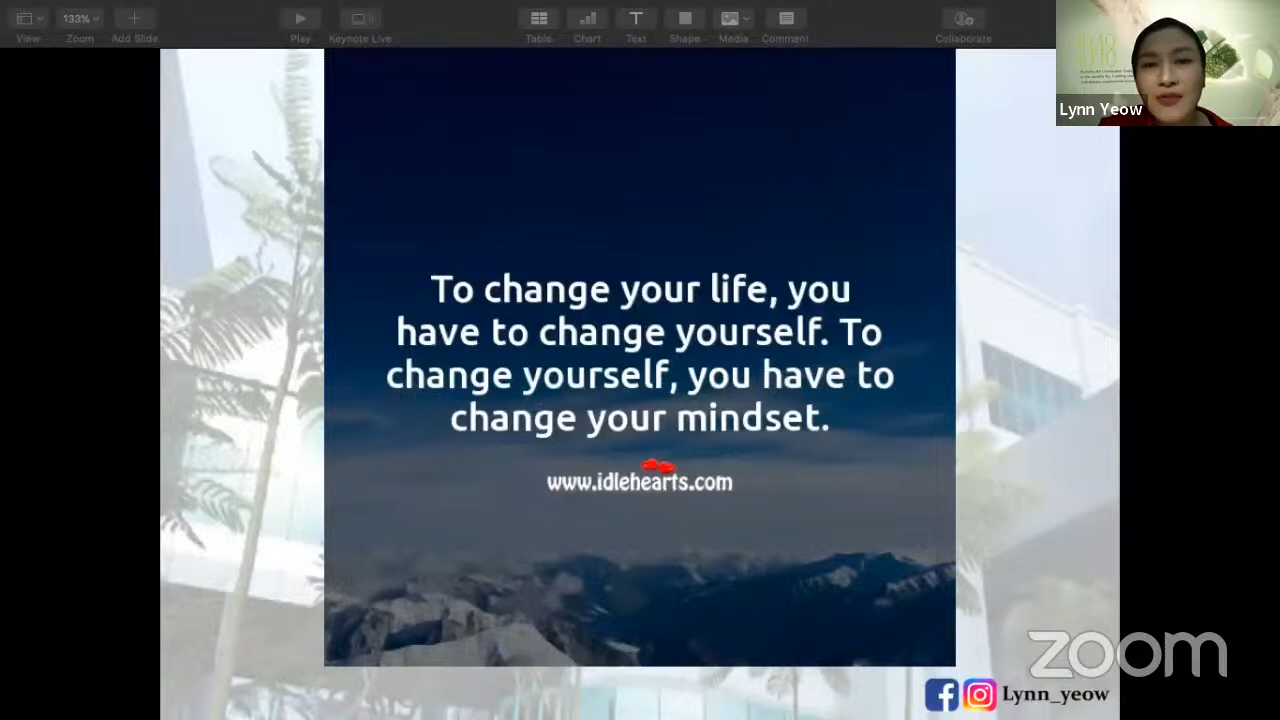 View
133%
Zoom
Add Slide
Play
Keynote Live
Table
Chart
Text
Shape
Media
Comment
Collaborate
Lynn Yeow
To change your life, you
have to change yourself. To
change yourself, you have to
change your mindset.
www.idlehearts.com
zoom
Lynn_yeow